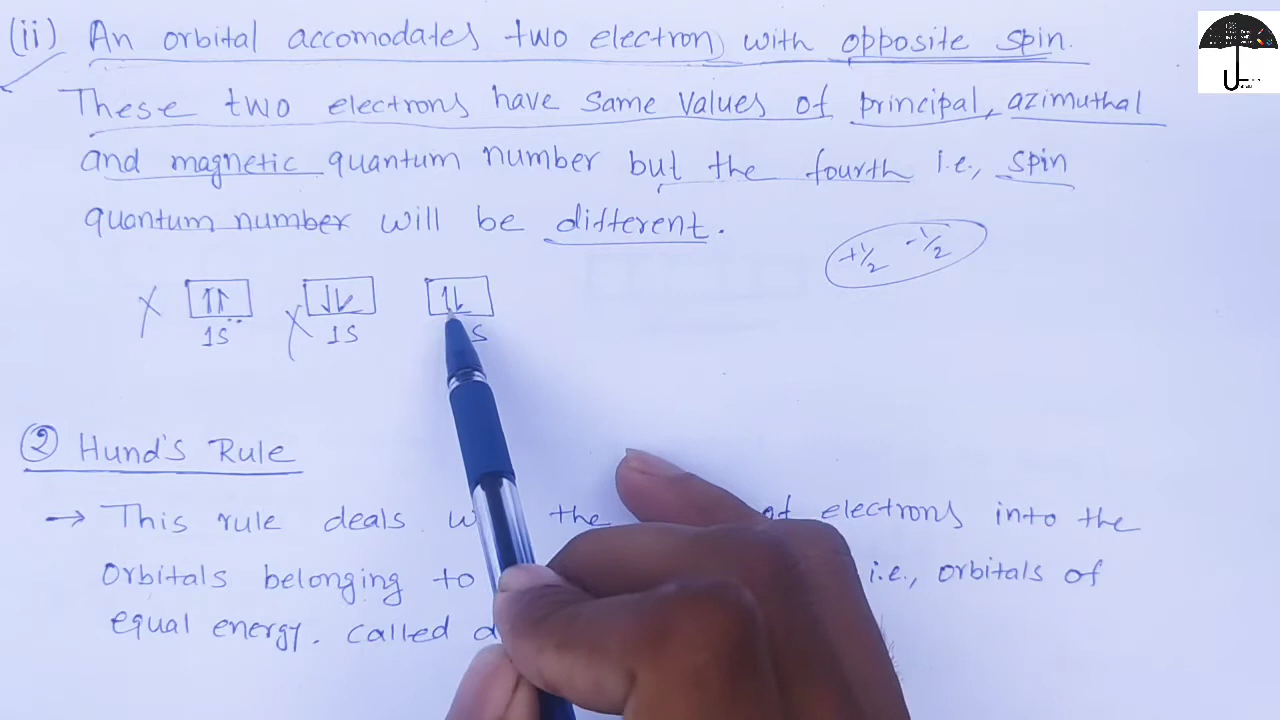 (ii) An orbital accomodates two electron, with opposite spin.
These two electrons have same values of principal, azimuthal
and magnetic quantum number but the fourth i.e., spin
quantum number will be different.
+1/2 -1/2
X ↑↑ X ↓↓ ↑↓
1S 1S S
② Hund's Rule
→ This rule deals the of electrons into the
orbitals belonging to i.e., orbitals of
equal energy. called